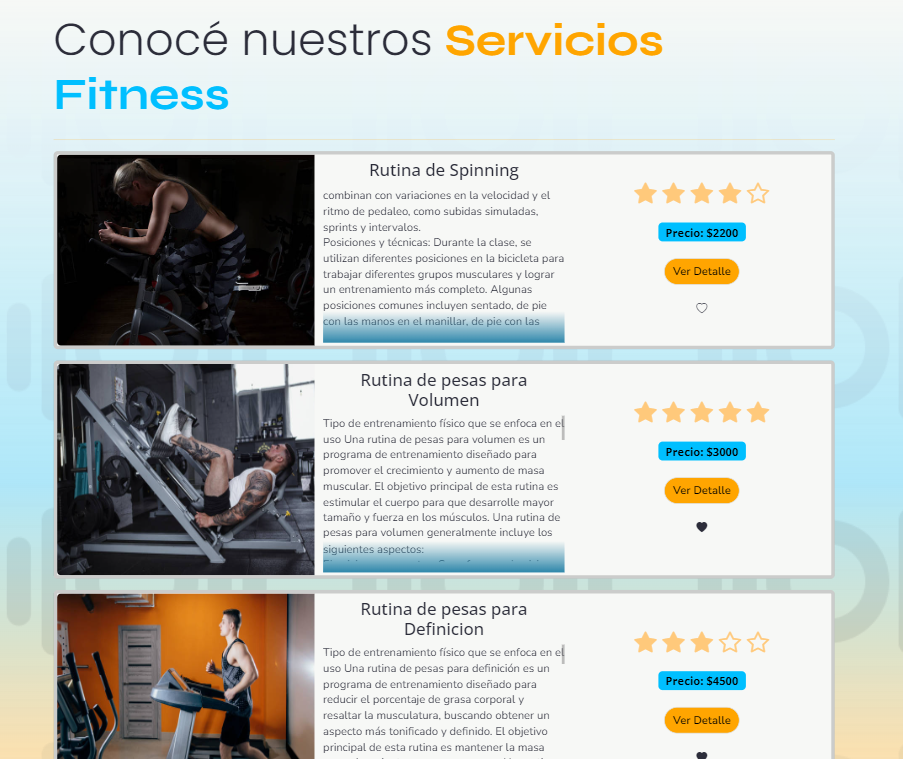 Conocé nuestros Servicios
Fitness
Rutina de Spinning
combinan con variaciones en la velocidad y el
ritmo de pedaleo, como subidas simuladas,
sprints y intervalos.
Posiciones y técnicas: Durante la clase, se
utilizan diferentes posiciones en la bicicleta para
trabajar diferentes grupos musculares y lograr
un entrenamiento más completo. Algunas
posiciones comunes incluyen sentado, de pie
con las manos en el manillar, de pie con las
Precio: $2200
Ver Detalle
Rutina de pesas para
Volumen
Tipo de entrenamiento físico que se enfoca en el
uso Una rutina de pesas para volumen es un
programa de entrenamiento diseñado para
promover el crecimiento y aumento de masa
muscular. El objetivo principal de esta rutina es
estimular el cuerpo para que desarrolle mayor
tamaño y fuerza en los músculos. Una rutina de
pesas para volumen generalmente incluye los
siguientes aspectos:
Precio: $3000
Ver Detalle
Rutina de pesas para
Definicion
Tipo de entrenamiento físico que se enfoca en el
uso Una rutina de pesas para definición es un
programa de entrenamiento diseñado para
reducir el porcentaje de grasa corporal y
resaltar la musculatura, buscando obtener un
aspecto más tonificado y definido. El objetivo
principal de esta rutina es mantener la masa
Precio: $4500
Ver Detalle